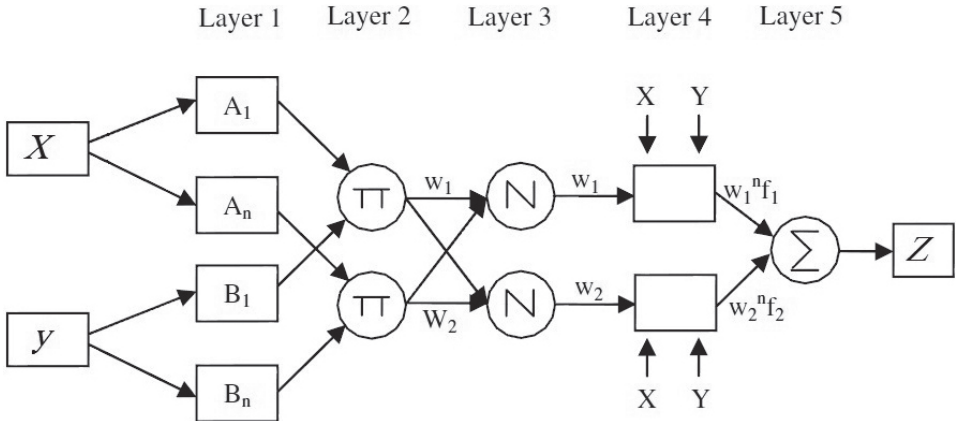 Layer 1 Layer 2 Layer 3 Layer 4 Layer 5
X Y
A₁
X
w₁ w₁ w₁ⁿf₁
Π N
Aₙ
Σ Z
B₁
w₂ w₂ⁿf₂
Π N
W₂
y
X Y
Bₙ